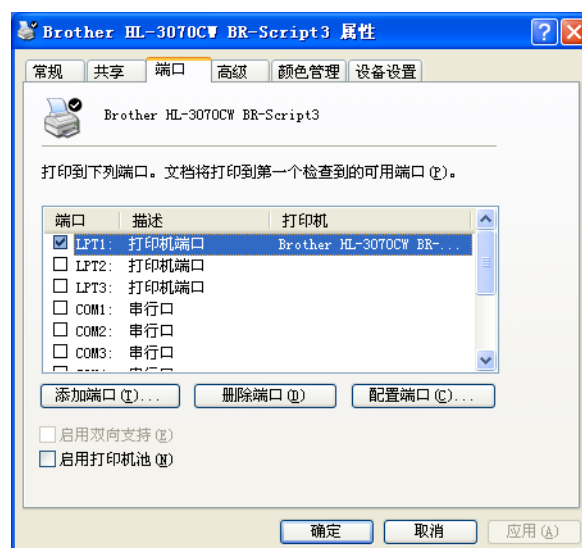 Brother HL-3070CW BR-Script3 属性
常规 共享 端口 高级 颜色管理 设备设置
Brother HL-3070CW BR-Script3
打印到下列端口。文档将打印到第一个检查到的可用端口(P)。
端口 描述 打印机
LPT1: 打印机端口 Brother HL-3070CW BR-...
LPT2: 打印机端口
LPT3: 打印机端口
COM1: 串行口
COM2: 串行口
COM3: 串行口
添加端口(T)... 删除端口(D) 配置端口(C)...
启用双向支持(E)
启用打印机池(N)
确定 取消 应用(A)